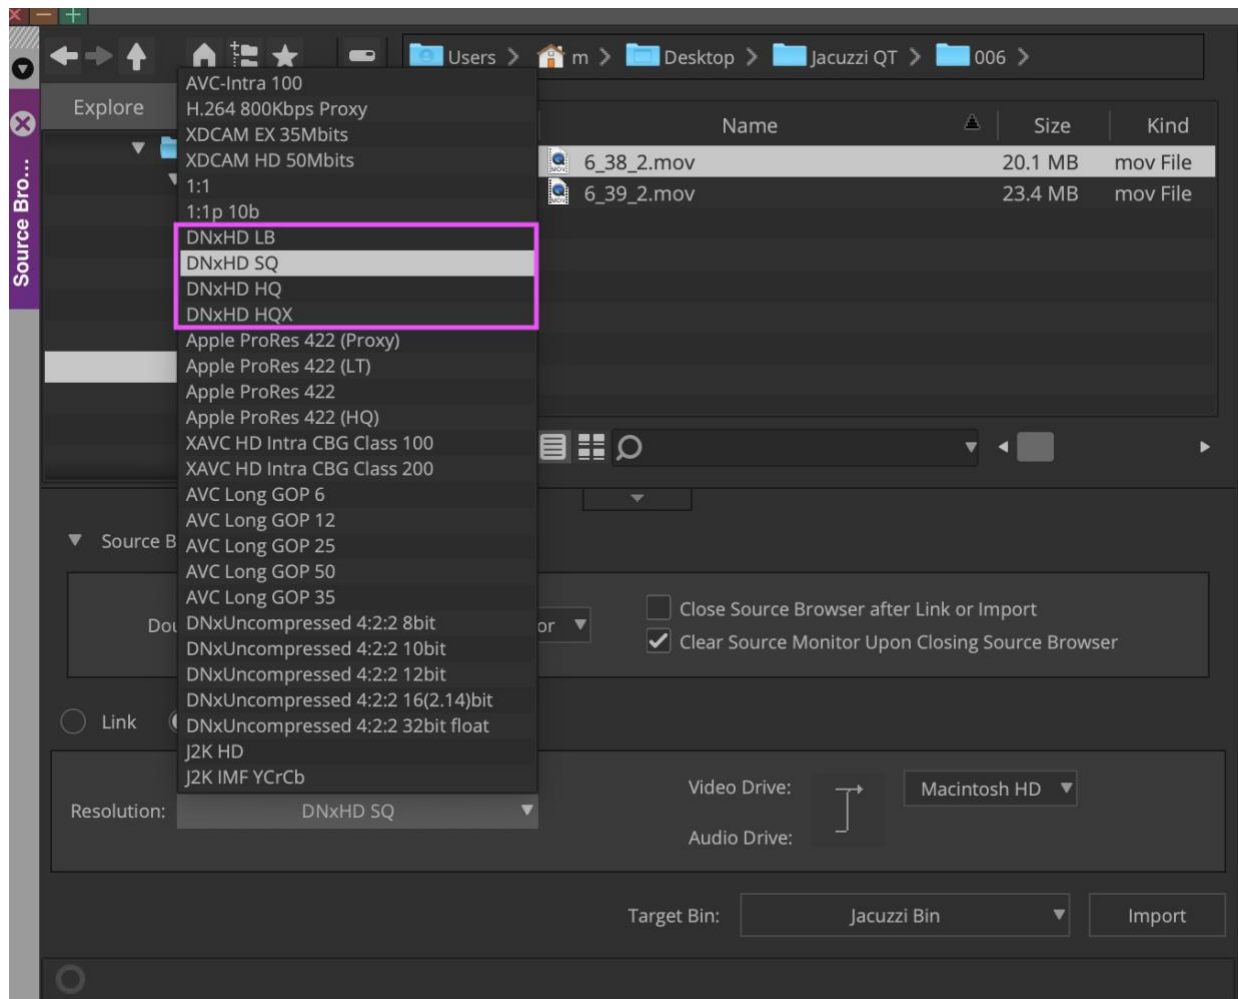 Users > m > Desktop > Jacuzzi QT > 006 >
Explore
Source Bro...
Name Size Kind
6_38_2.mov 20.1 MB mov File
6_39_2.mov 23.4 MB mov File
AVC-Intra 100
H.264 800Kbps Proxy
XDCAM EX 35Mbits
XDCAM HD 50Mbits
1:1
1:1p 10b
DNxHD LB
DNxHD SQ
DNxHD HQ
DNxHD HQX
Apple ProRes 422 (Proxy)
Apple ProRes 422 (LT)
Apple ProRes 422
Apple ProRes 422 (HQ)
XAVC HD Intra CBG Class 100
XAVC HD Intra CBG Class 200
AVC Long GOP 6
AVC Long GOP 12
AVC Long GOP 25
AVC Long GOP 50
AVC Long GOP 35
DNxUncompressed 4:2:2 8bit
DNxUncompressed 4:2:2 10bit
DNxUncompressed 4:2:2 12bit
DNxUncompressed 4:2:2 16(2.14)bit
DNxUncompressed 4:2:2 32bit float
J2K HD
J2K IMF YCrCb
Source B
Dou
or
Close Source Browser after Link or Import
Clear Source Monitor Upon Closing Source Browser
Link
Resolution: DNxHD SQ
Video Drive: Macintosh HD
Audio Drive:
Target Bin: Jacuzzi Bin Import